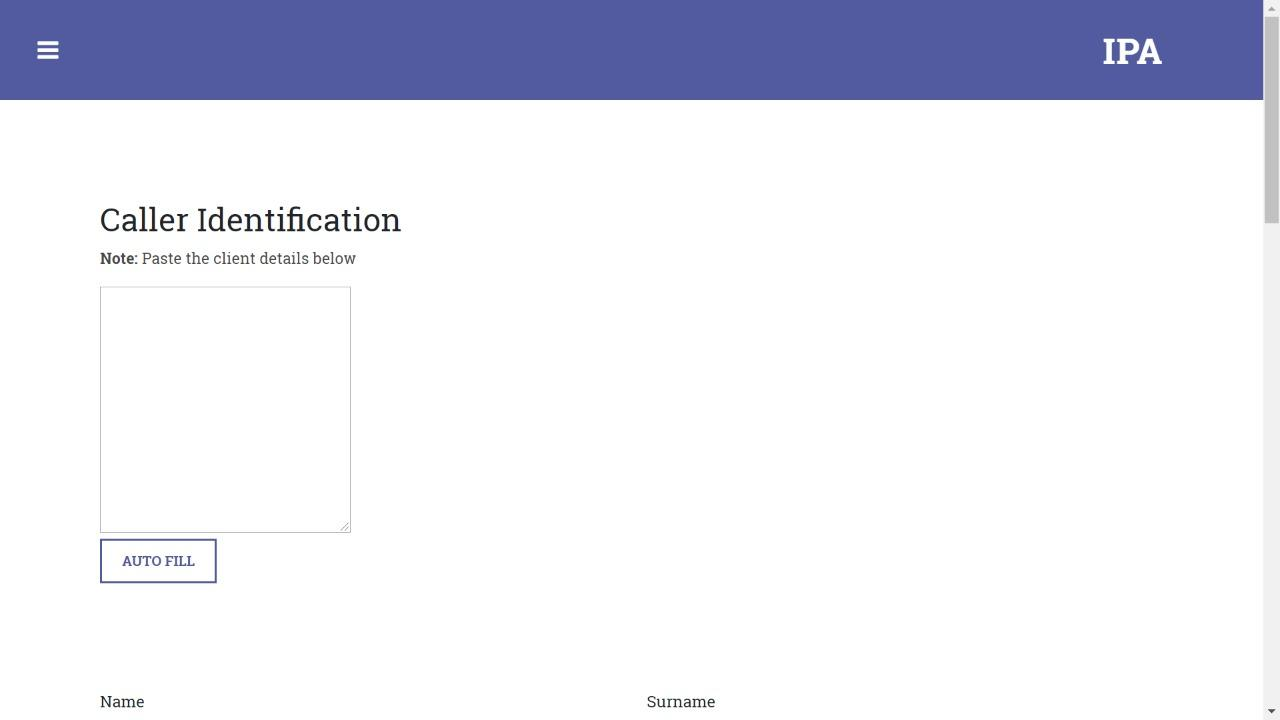 IPA
Caller Identification
Note: Paste the client details below
AUTO FILL
Name
Surname